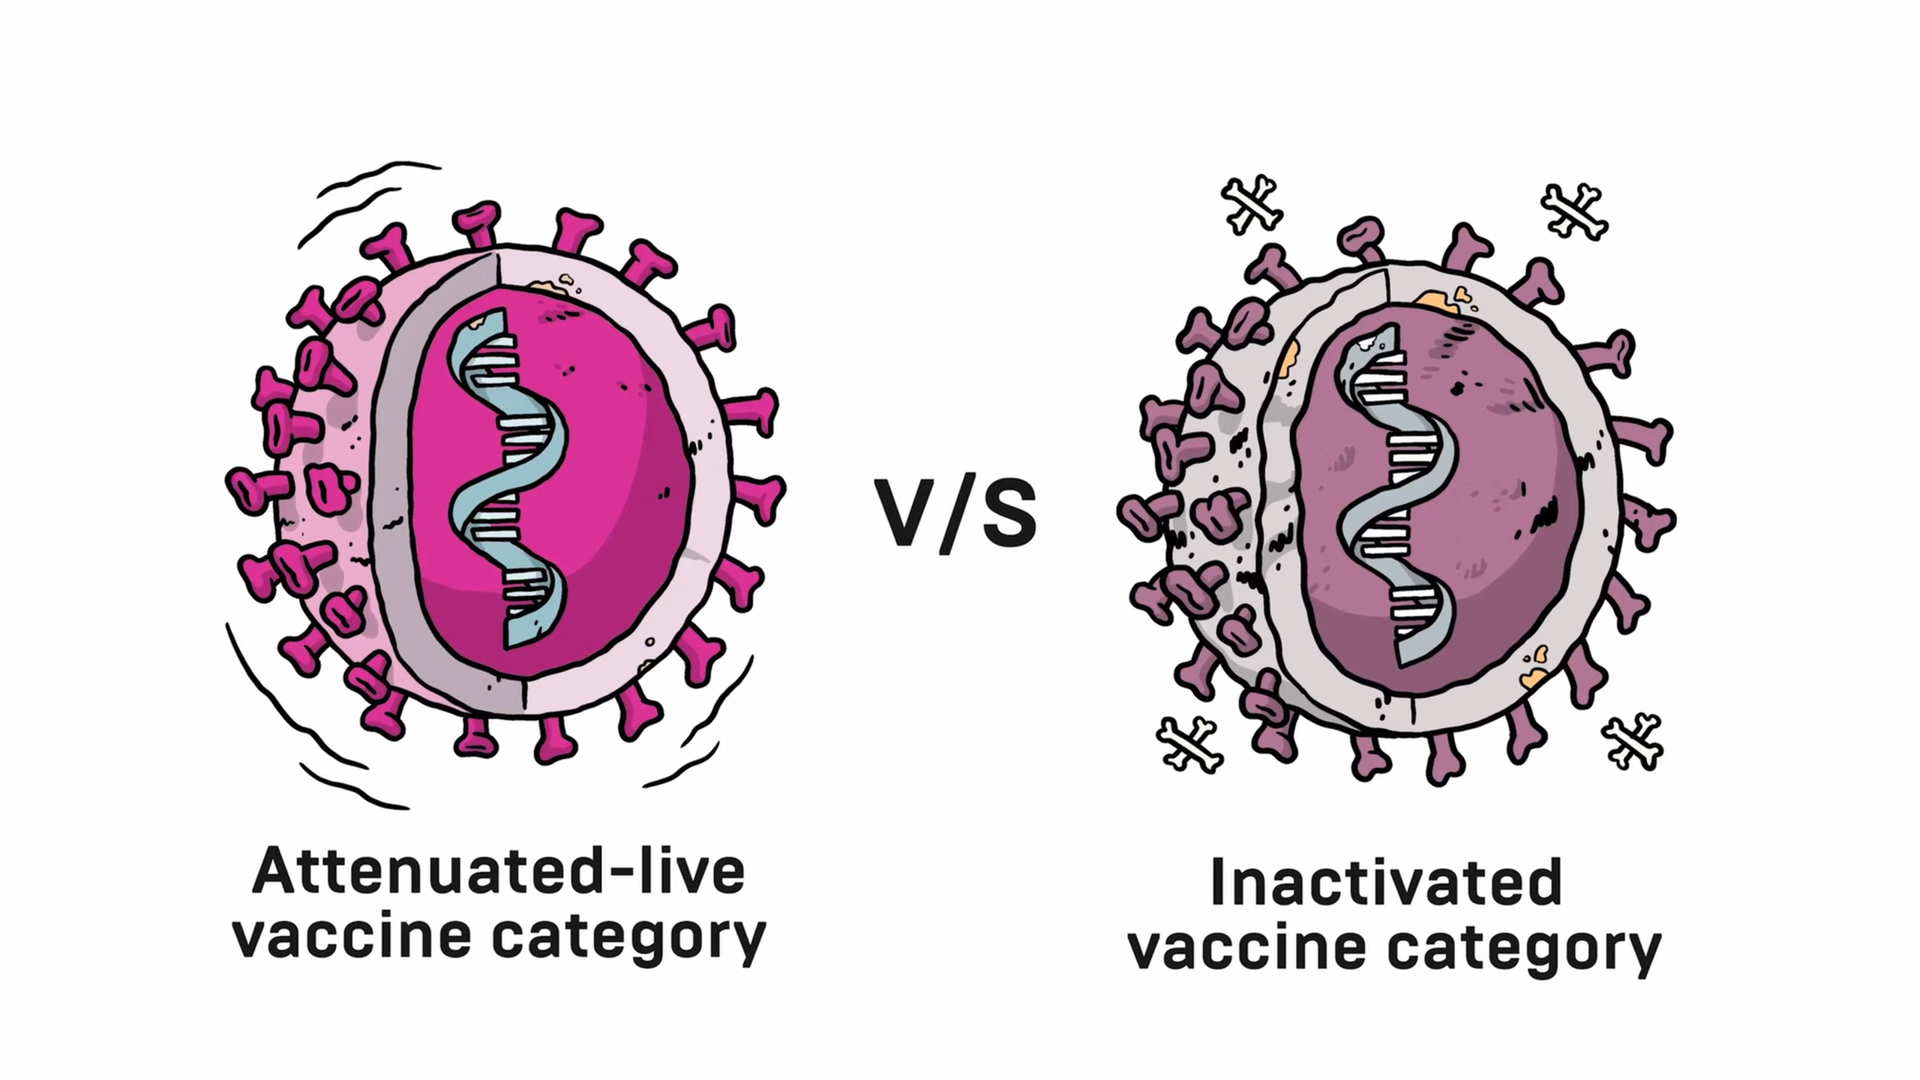 Attenuated-live
vaccine category
V/S
Inactivated
vaccine category